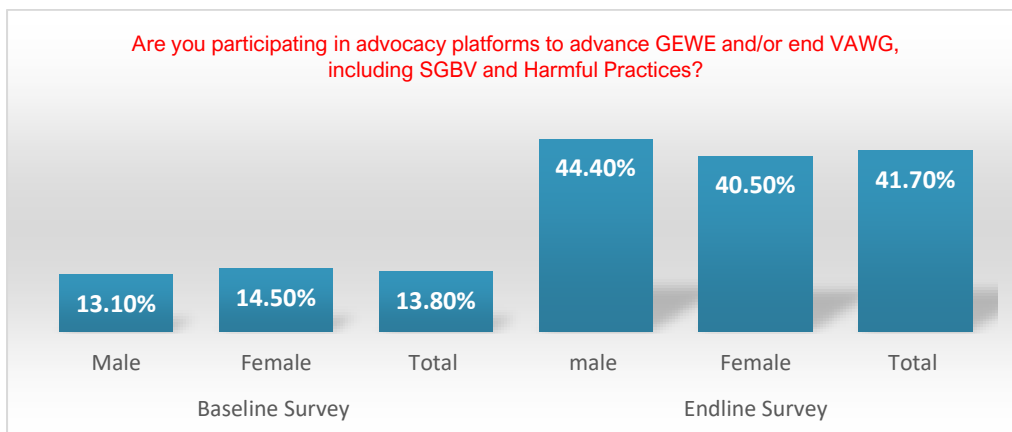 Are you participating in advocacy platforms to advance GEWE and/or end VAWG,
including SGBV and Harmful Practices?
13.10% 14.50% 13.80% 44.40% 40.50% 41.70%
Male Female Total male Female Total
Baseline Survey Endline Survey